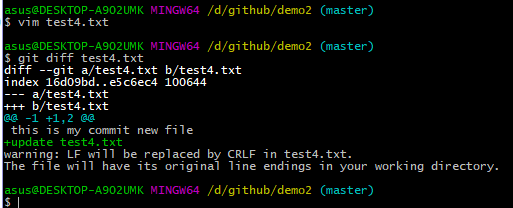 asus@DESKTOP-A902UMK MINGW64 /d/github/demo2 (master)
$ vim test4.txt
asus@DESKTOP-A902UMK MINGW64 /d/github/demo2 (master)
$ git diff test4.txt
diff --git a/test4.txt b/test4.txt
index 16d09bd..e5c6ec4 100644
--- a/test4.txt
+++ b/test4.txt
@@ -1 +1,2 @@
 this is my commit new file
+update test4.txt
warning: LF will be replaced by CRLF in test4.txt.
The file will have its original line endings in your working directory.
asus@DESKTOP-A902UMK MINGW64 /d/github/demo2 (master)
$